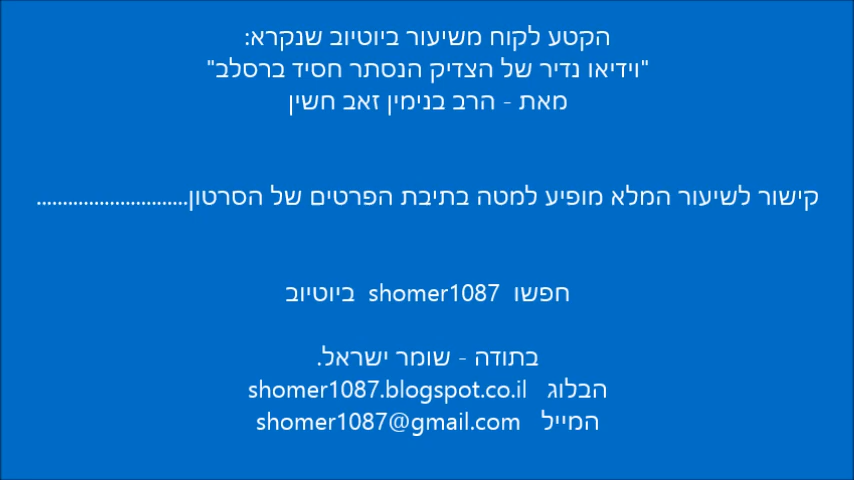 הקטע לקוח משיעור ביוטיוב שנקרא:
"וידיאו נדיר של הצדיק הנסתר חסיד ברסלב"
מאת - הרב בנימין זאב חשין
קישור לשיעור המלא מופיע למטה בתיבת הפרטים של הסרטון.............................
חפשו shomer1087 ביוטיוב
בתודה - שומר ישראל.
הבלוג shomer1087.blogspot.co.il
המייל shomer1087@gmail.com